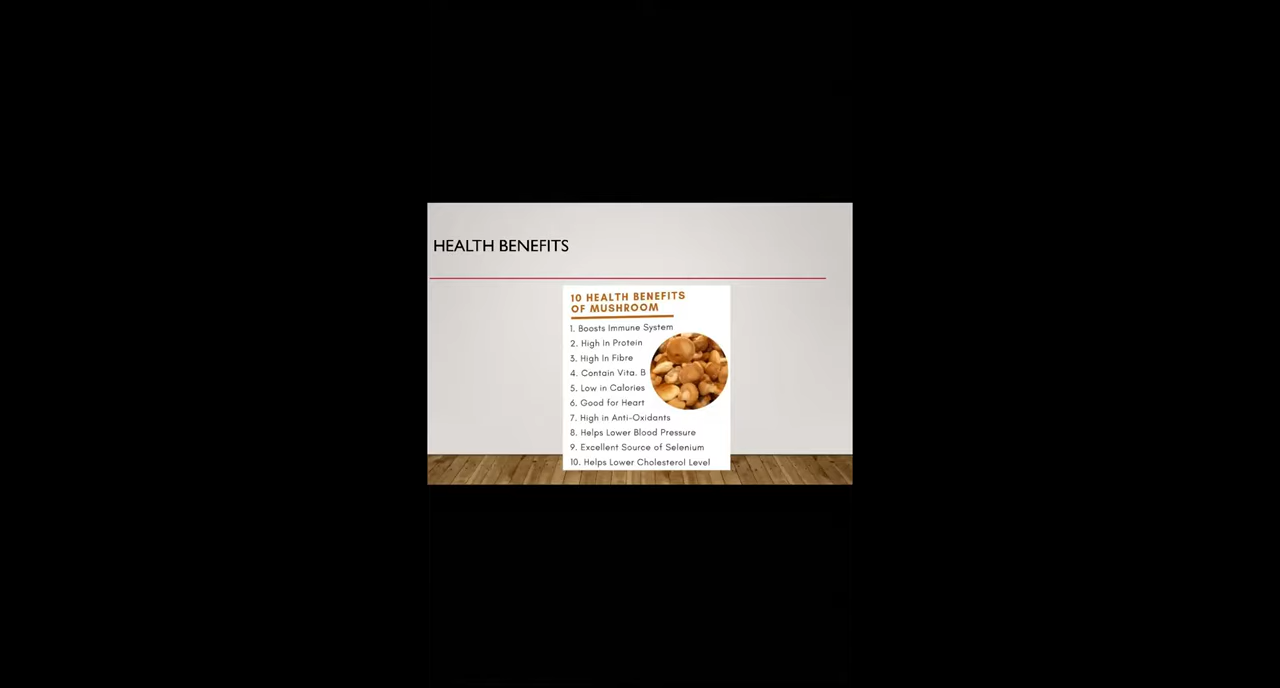 HEALTH BENEFITS
10 HEALTH BENEFITS
OF MUSHROOM
1. Boosts Immune System
2. High In Protein
3. High In Fibre
4. Contain Vita. B
5. Low in Calories
6. Good for Heart
7. High in Anti-Oxidants
8. Helps Lower Blood Pressure
9. Excellent Source of Selenium
10. Helps Lower Cholesterol Level